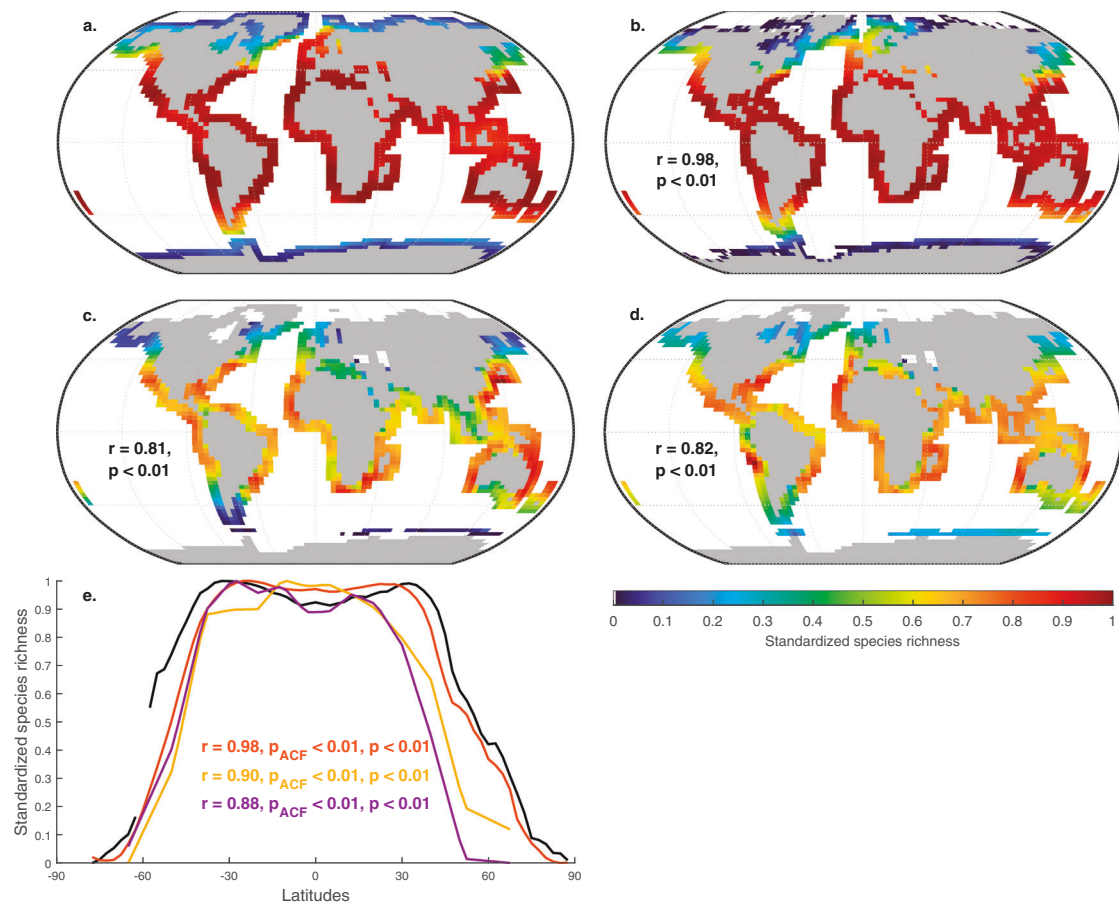 a.
b.
r = 0.98,
p < 0.01
c.
r = 0.81,
p < 0.01
d.
r = 0.82,
p < 0.01
e.
1
0.9
0.8
0.7
0.6
0.5
0.4
0.3
0.2
0.1
0
Standardized species richness
r = 0.98, pACF < 0.01, p < 0.01
r = 0.90, pACF < 0.01, p < 0.01
r = 0.88, pACF < 0.01, p < 0.01
-90 -60 -30 0 30 60 90
Latitudes
0 0.1 0.2 0.3 0.4 0.5 0.6 0.7 0.8 0.9 1
Standardized species richness